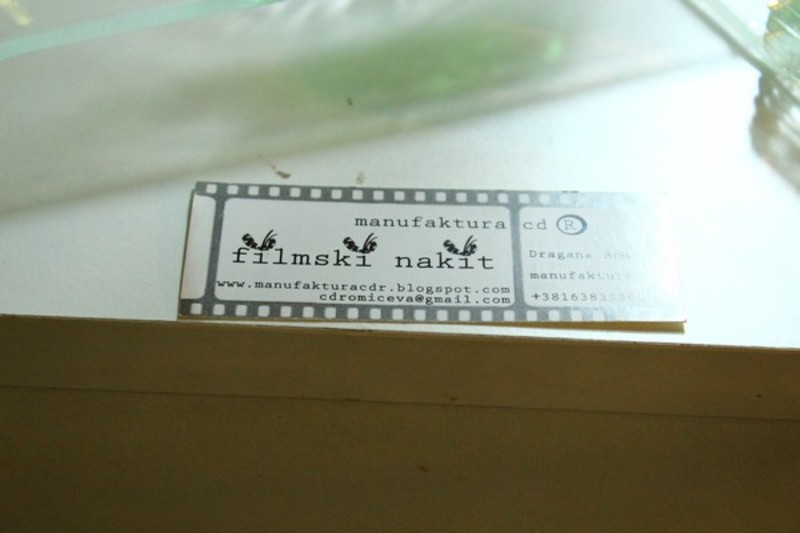 manufaktura cd R
filmski nakit
www.manufakturacdr.blogspot.com
cdromiceva@gmail.com
Dragana
manufaktura